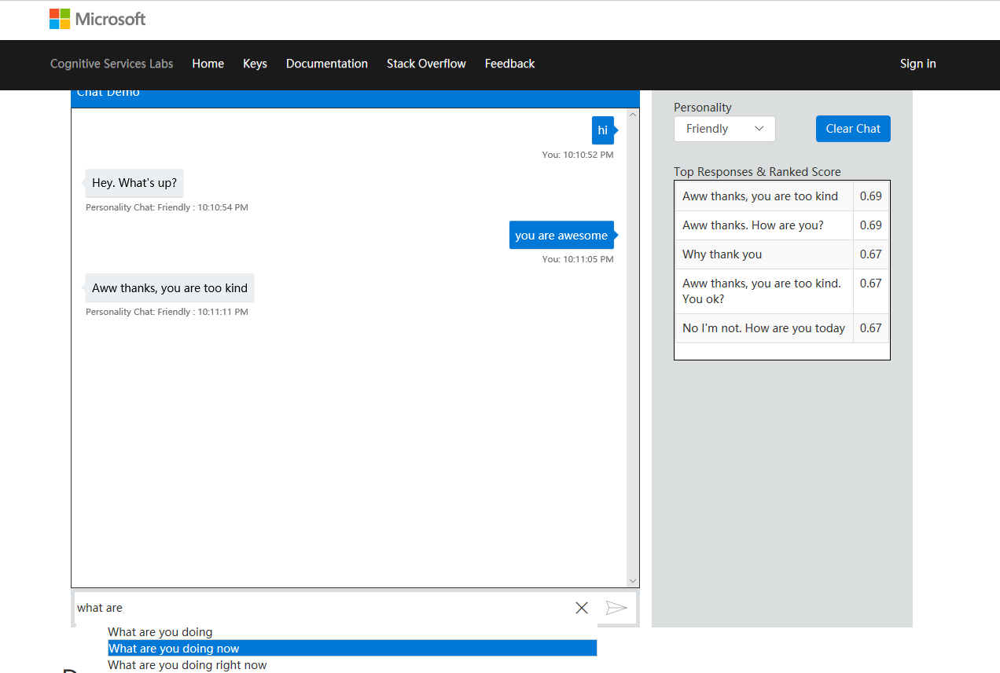 Microsoft
Cognitive Services Labs Home Keys Documentation Stack Overflow Feedback Sign in
Chat Demo
hi
You: 10:10:52 PM
Hey. What's up?
Personality Chat: Friendly : 10:10:54 PM
you are awesome
You: 10:11:05 PM
Aww thanks, you are too kind
Personality Chat: Friendly : 10:11:11 PM
what are
What are you doing
What are you doing now
What are you doing right now
Personality
Friendly
Clear Chat
Top Responses & Ranked Score
Aww thanks, you are too kind 0.69
Aww thanks. How are you? 0.69
Why thank you 0.67
Aww thanks, you are too kind. 0.67
You ok?
No I'm not. How are you today 0.67